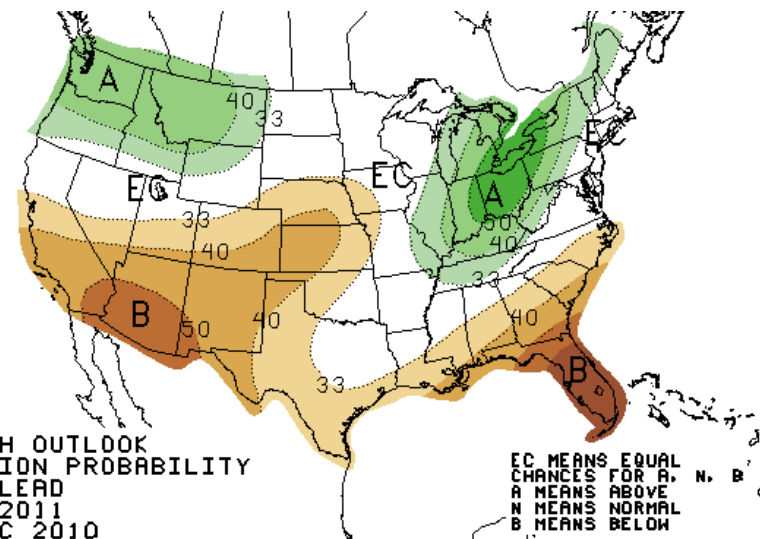 A
40
33
EC
EC
EC
A
50
40
33
33
40
B
50
40
33
40
B
H OUTLOOK
ION PROBABILITY
LEAD
2011
C 2010
EC MEANS EQUAL
CHANCES FOR A, N, B
A MEANS ABOVE
N MEANS NORMAL
B MEANS BELOW